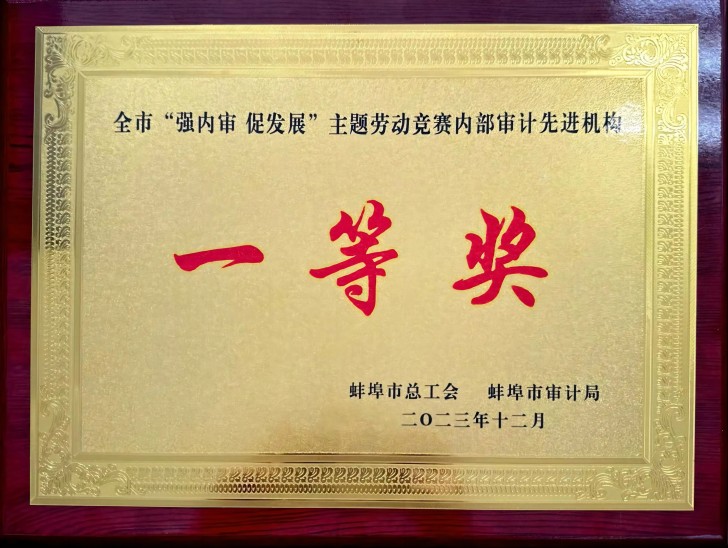 全市“强内审 促发展”主题劳动竞赛内部审计先进机构
一等奖
蚌埠市总工会 蚌埠市审计局
二〇二三年十二月